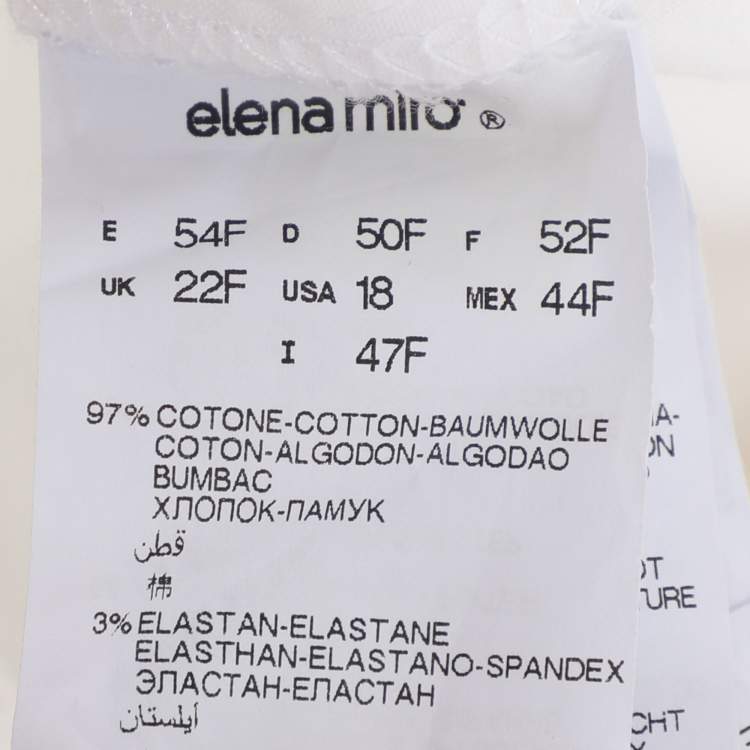 elena miro ®
E 54F D 50F F 52F
UK 22F USA 18 MEX 44F
I 47F
97% COTONE-COTTON-BAUMWOLLE
COTON-ALGODON-ALGODAO
BUMBAC
ХЛОПОК-ПАМУК
قطن
棉
3% ELASTAN-ELASTANE
ELASTHAN-ELASTANO-SPANDEX
ЭЛАСТАН-ЕЛАСТАН
ايلستان